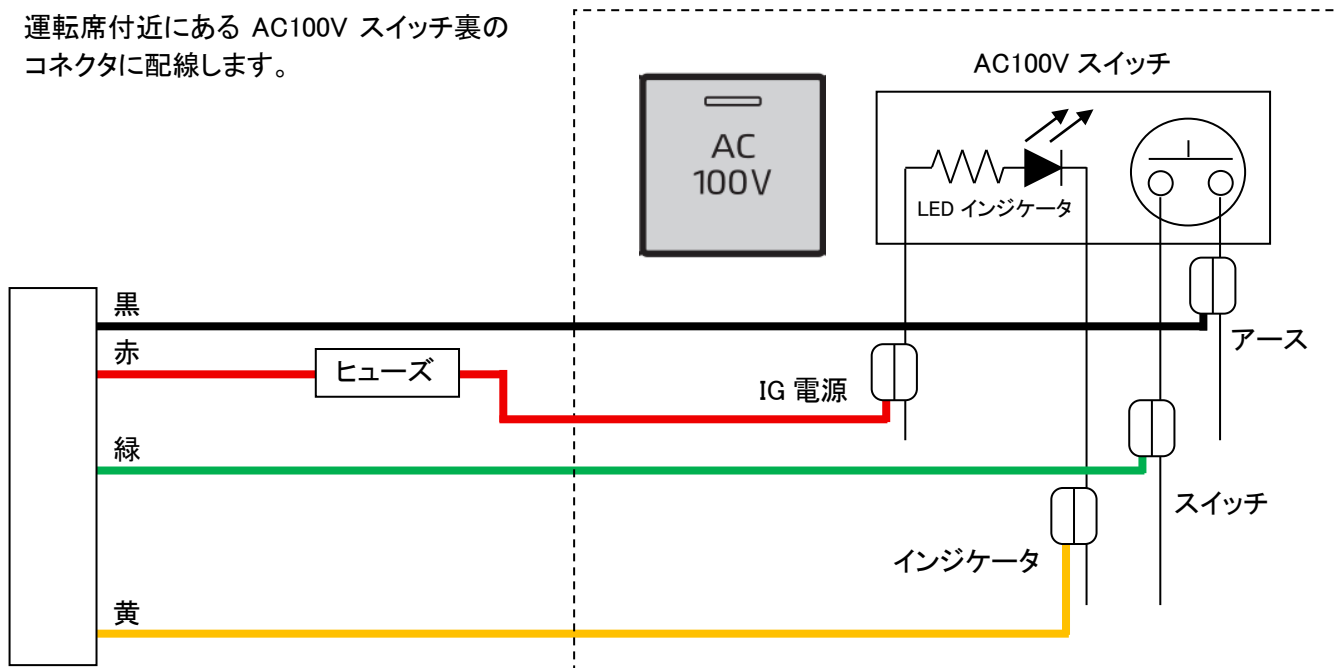 運転席付近にある AC100V スイッチ裏の
コネクタに配線します。
AC100V スイッチ
AC
100V
LED インジケータ
黒
アース
赤
ヒューズ
IG 電源
緑
スイッチ
インジケータ
黄